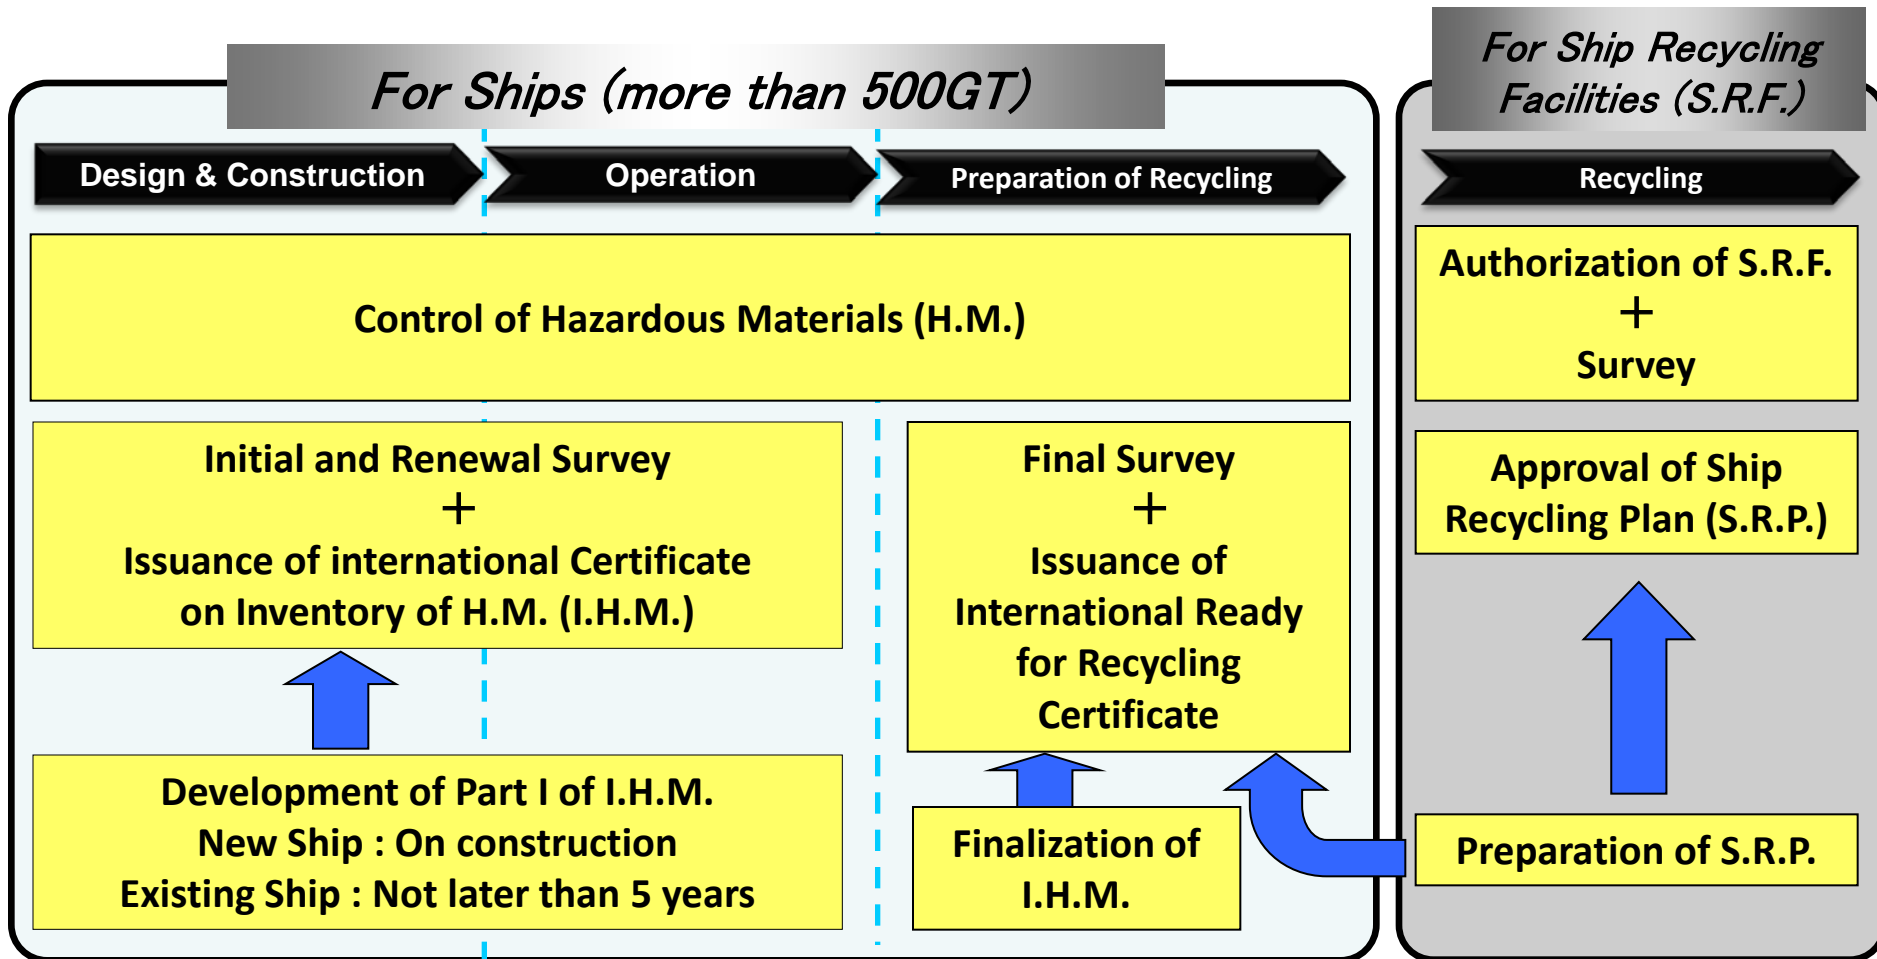 For Ships (more than 500GT)
Design & Construction
Operation
Preparation of Recycling
Control of Hazardous Materials (H.M.)
Initial and Renewal Survey
+
Issuance of international Certificate
on Inventory of H.M. (I.H.M.)
Development of Part I of I.H.M.
New Ship : On construction
Existing Ship : Not later than 5 years
Final Survey
+
Issuance of
International Ready
for Recycling
Certificate
Finalization of
I.H.M.
For Ship Recycling
Facilities (S.R.F.)
Recycling
Authorization of S.R.F.
+
Survey
Approval of Ship
Recycling Plan (S.R.P.)
Preparation of S.R.P.